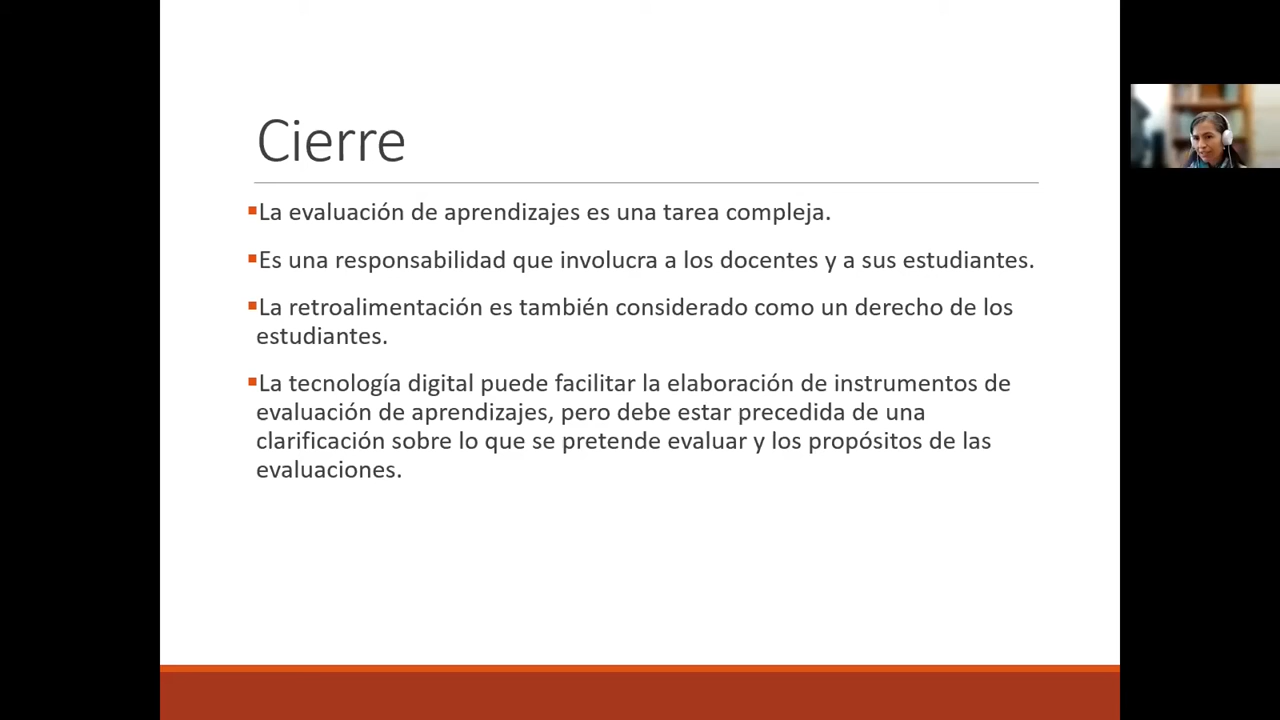 Cierre
▪La evaluación de aprendizajes es una tarea compleja.
▪Es una responsabilidad que involucra a los docentes y a sus estudiantes.
▪La retroalimentación es también considerado como un derecho de los
estudiantes.
▪La tecnología digital puede facilitar la elaboración de instrumentos de
evaluación de aprendizajes, pero debe estar precedida de una
clarificación sobre lo que se pretende evaluar y los propósitos de las
evaluaciones.